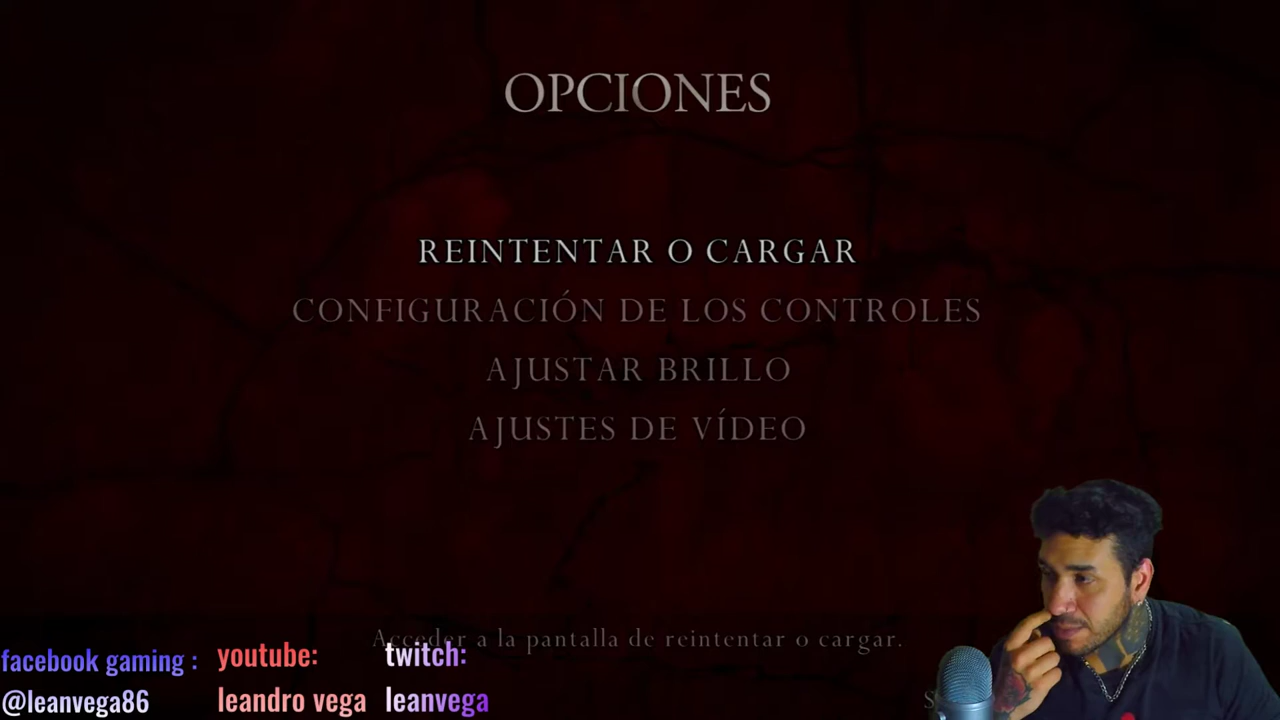 OPCIONES
REINTENTAR O CARGAR
CONFIGURACIÓN DE LOS CONTROLES
AJUSTAR BRILLO
AJUSTES DE VÍDEO
Acceder a la pantalla de reintentar o cargar.
facebook gaming :
@leanvega86
youtube:
leandro vega
twitch:
leanvega